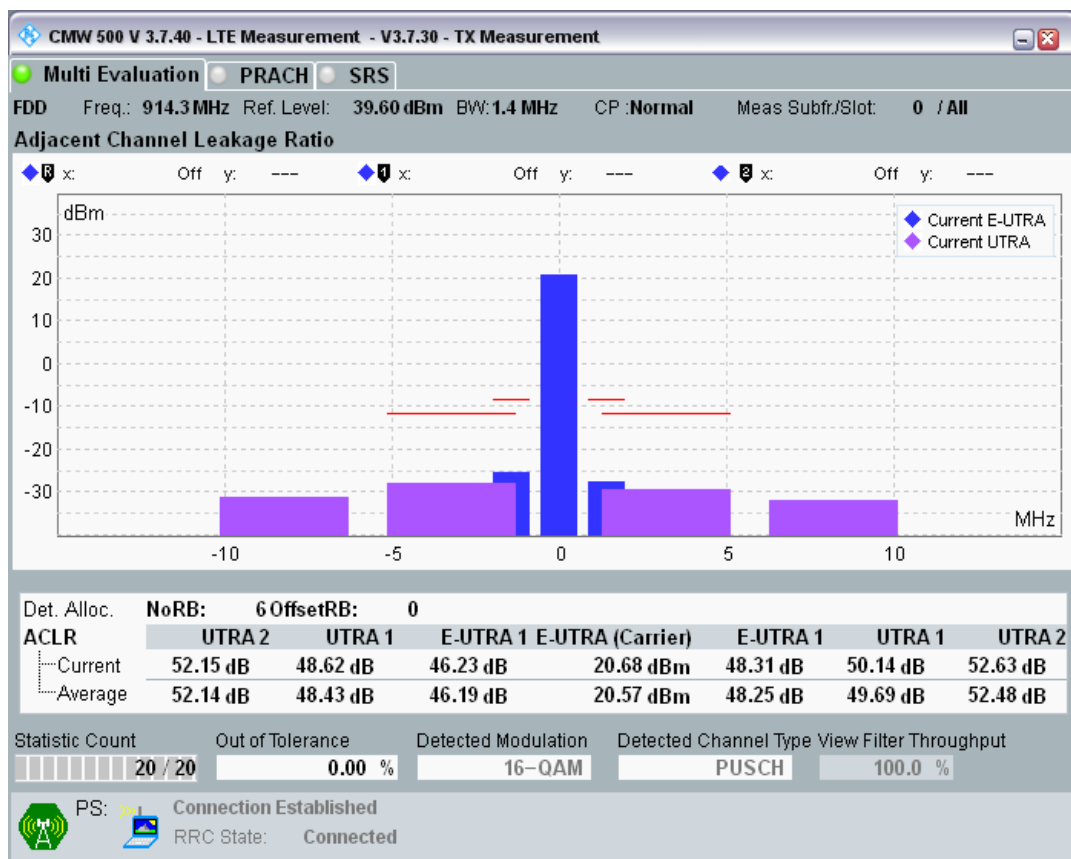 CMW 500 V 3.7.40 - LTE Measurement - V3.7.30 - TX Measurement
Multi Evaluation PRACH SRS
FDD Freq.: 914.3 MHz Ref. Level: 39.60 dBm BW: 1.4 MHz CP :Normal Meas Subfr./Slot: 0 / All
Adjacent Channel Leakage Ratio
R x: Off y: --- 1 x: Off y: --- 2 x: Off y: ---
dBm
Current E-UTRA
Current UTRA
30
20
10
0
-10
-20
-30
MHz
-10 -5 0 5 10
Det. Alloc. NoRB: 6 OffsetRB: 0
ACLR UTRA 2 UTRA 1 E-UTRA 1 E-UTRA (Carrier) E-UTRA 1 UTRA 1 UTRA 2
Current 52.15 dB 48.62 dB 46.23 dB 20.68 dBm 48.31 dB 50.14 dB 52.63 dB
Average 52.14 dB 48.43 dB 46.19 dB 20.57 dBm 48.25 dB 49.69 dB 52.48 dB
Statistic Count Out of Tolerance Detected Modulation Detected Channel Type View Filter Throughput
20 / 20 0.00 % 16-QAM PUSCH 100.0 %
PS: Connection Established
RRC State: Connected